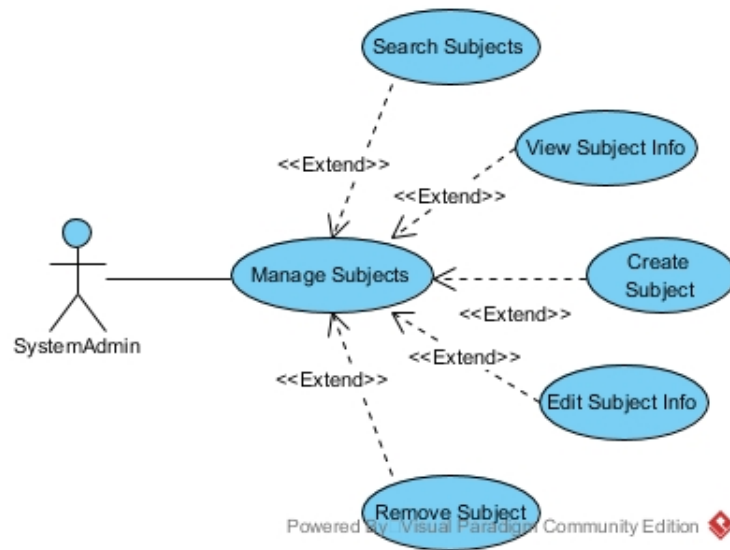 Search Subjects
<<Extend>>
View Subject Info
<<Extend>>
Manage Subjects
Create
Subject
<<Extend>>
SystemAdmin
<<Extend>>
<<Extend>>
Edit Subject Info
Remove Subject
Powered By Visual Paradigm Community Edition